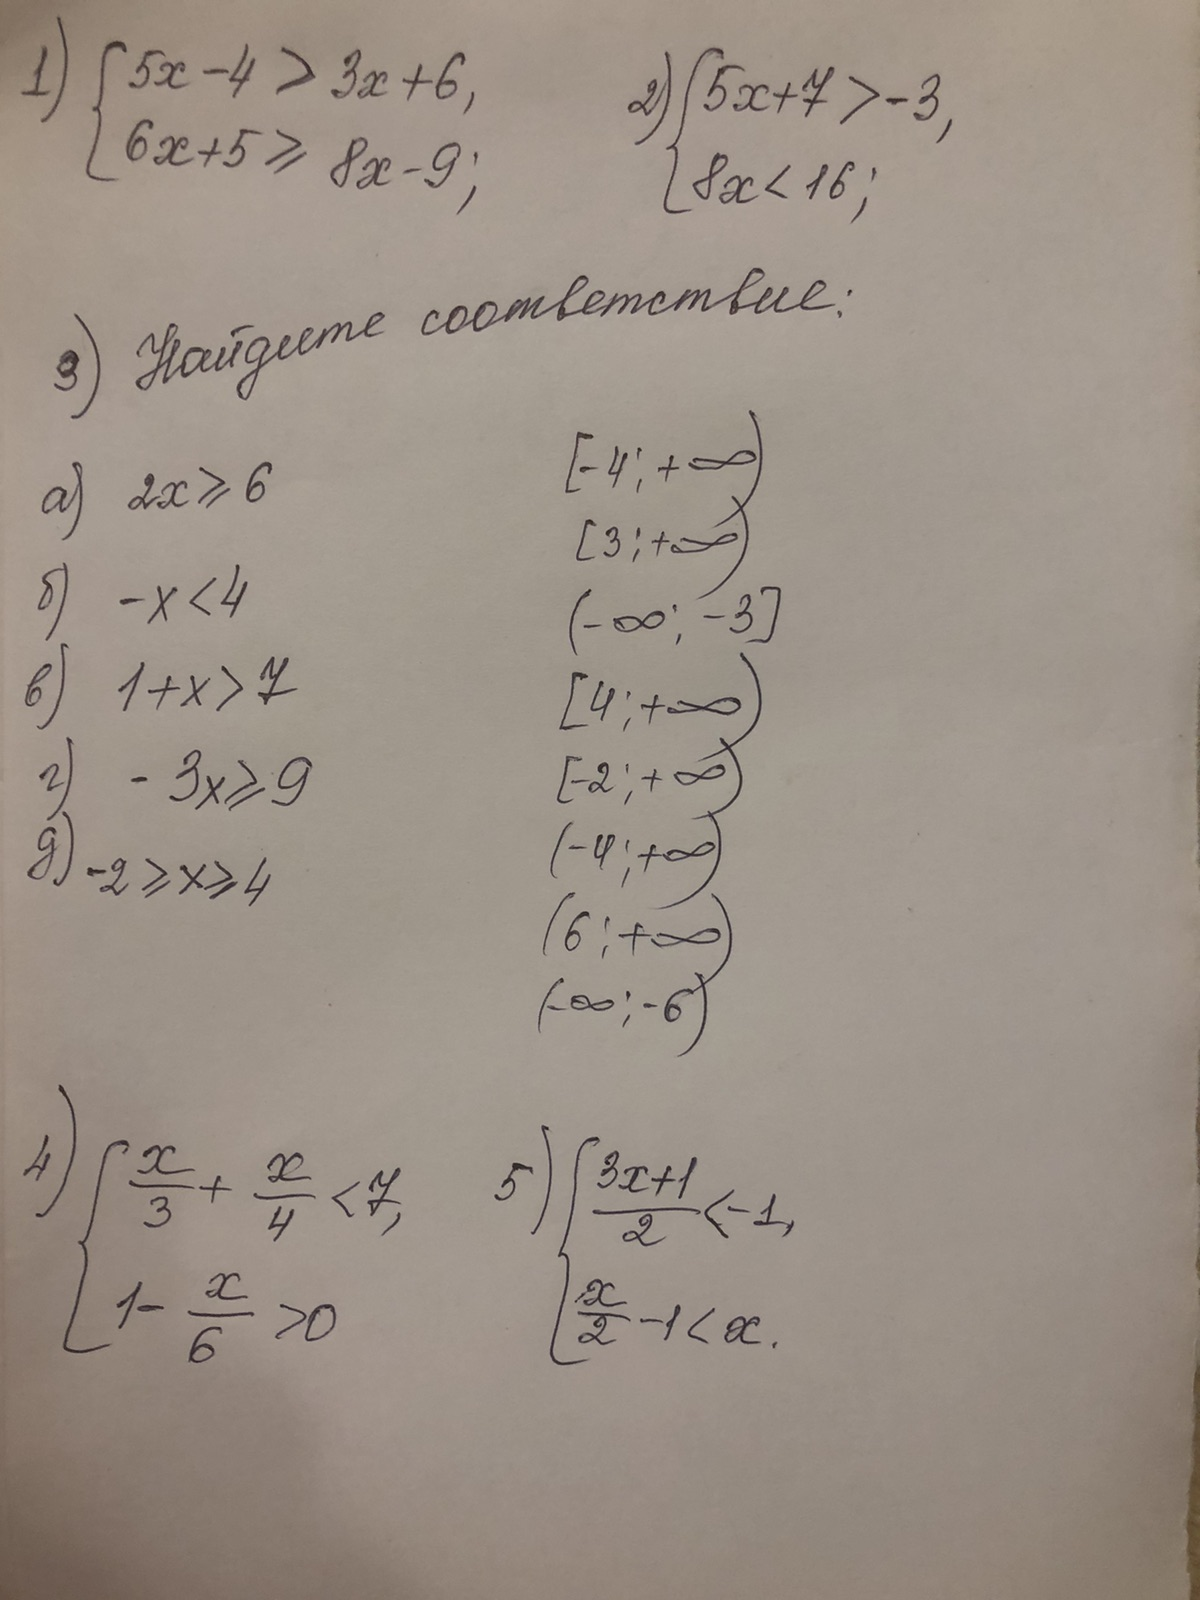 1) { 5x - 4 > 3x + 6,
6x + 5 ⩾ 8x - 9;
2) { 5x + 7 > -3,
8x < 16;
3) Найдите соответствие:
а) 2x ⩾ 6
[-4; +∞)
[3; +∞)
б) -x < 4
(-∞; -3]
в) 1 + x > 7
[4; +∞)
г) - 3x ⩾ 9
[-2; +∞)
д) -2 ⩾ x ⩾ 4
(-4; +∞)
(6; +∞)
(-∞; -6)
4) { x/3 + x/4 < 7,
1 - x/6 > 0
5) { (3x+1)/2 < -1,
x/2 - 1 < x.